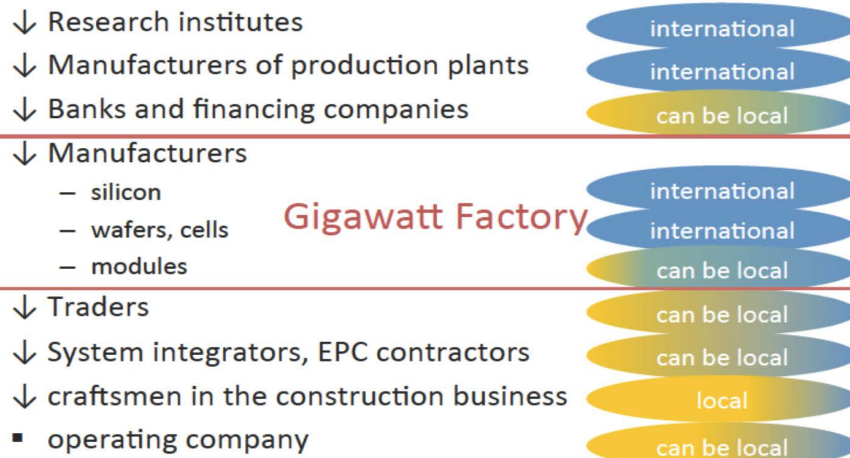 ↓ Research institutes international
↓ Manufacturers of production plants international
↓ Banks and financing companies can be local
↓ Manufacturers
– silicon international
Gigawatt Factory
– wafers, cells international
– modules can be local
↓ Traders can be local
↓ System integrators, EPC contractors can be local
↓ craftsmen in the construction business local
▪ operating company can be local